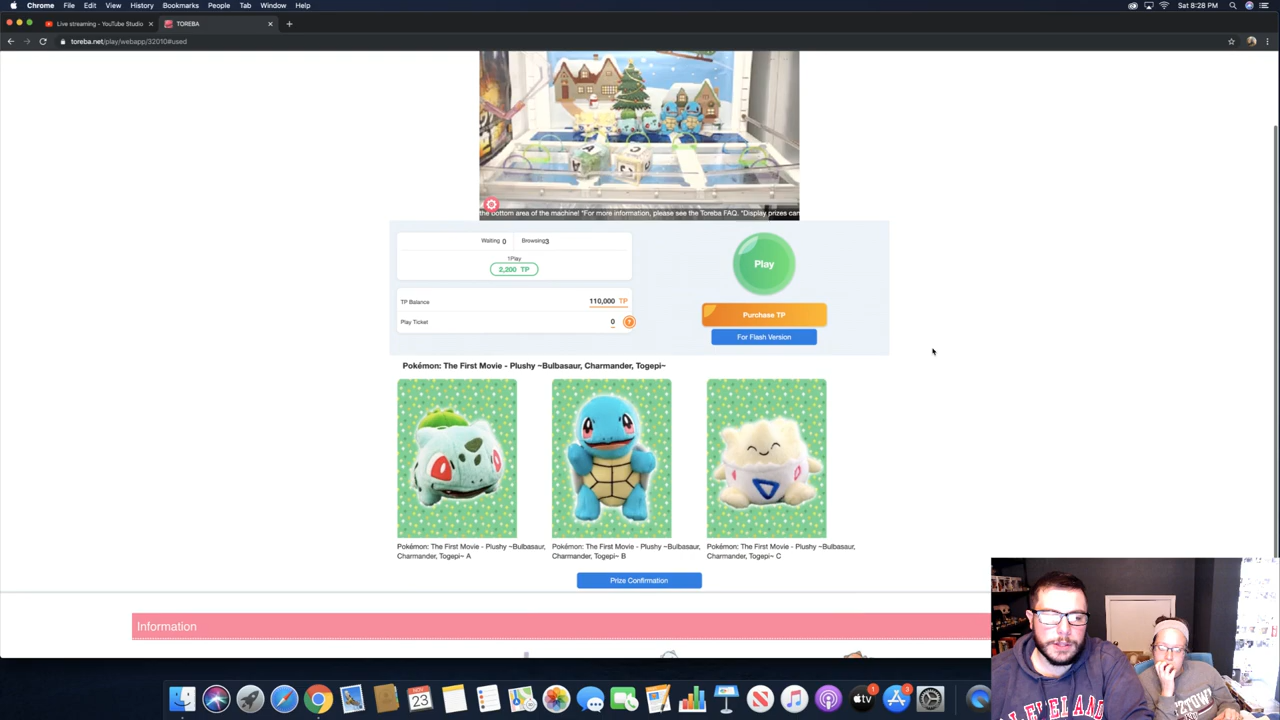 Chrome File Edit View History Bookmarks People Tab Window Help
Sat 8:28 PM
Live streaming - YouTube Studio
TOREBA
toreba.net/play/webapp/32010#used
the bottom area of the machine! *For more information, please see the Toreba FAQ. *Display prizes can
Waiting 0 Browsing3
1Play
2,200 TP
Play
TP Balance 110,000 TP
Purchase TP
Play Ticket 0 ?
For Flash Version
Pokémon: The First Movie - Plushy ~Bulbasaur, Charmander, Togepi~
Pokémon: The First Movie - Plushy ~Bulbasaur,
Charmander, Togepi~ A
Pokémon: The First Movie - Plushy ~Bulbasaur,
Charmander, Togepi~ B
Pokémon: The First Movie - Plushy ~Bulbasaur,
Charmander, Togepi~ C
Prize Confirmation
Information
NOV
23
tv
1
3